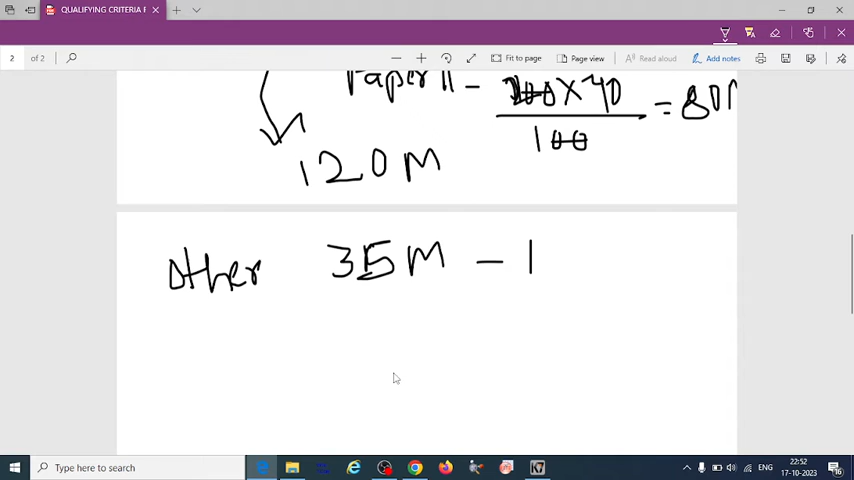 QUALIFYING CRITERIA F
2 of 2
Fit to page
Page view
Read aloud
Add notes
Paper II - 200 X 40
100
= 80M
120 M
other 35 M - 1
Type here to search
ENG
22:52
17-10-2023